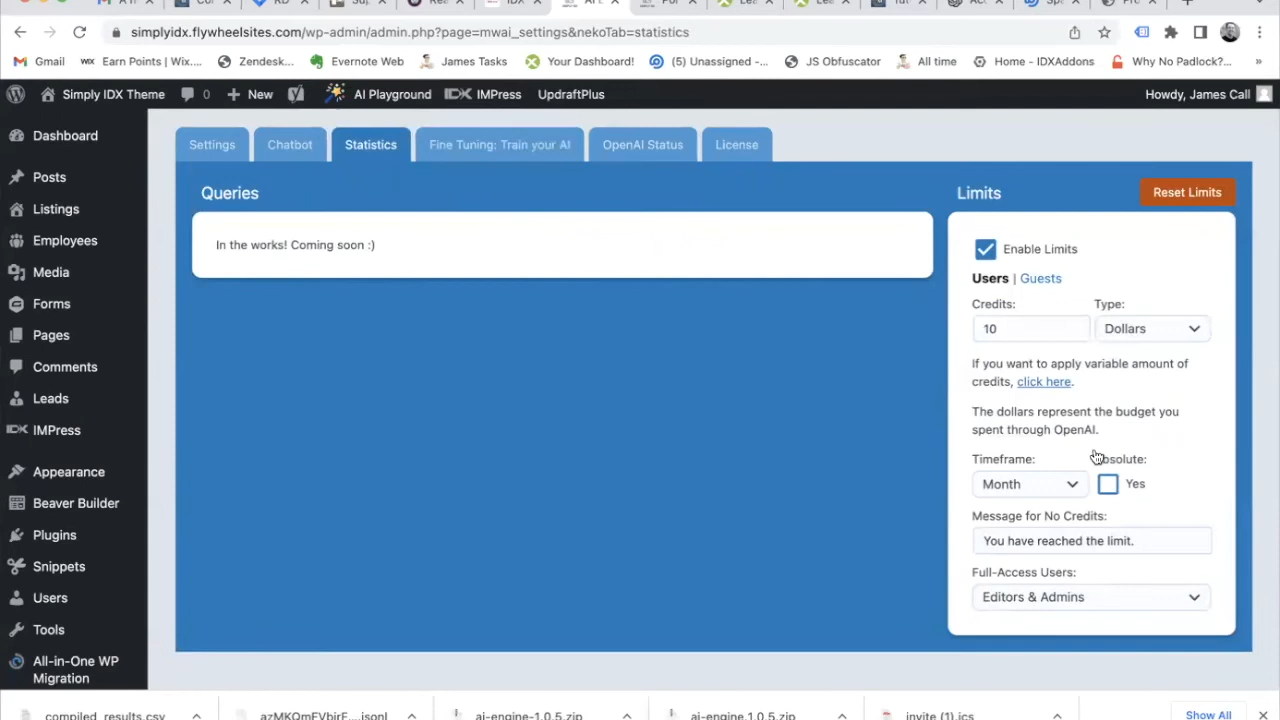 simplyidx.flywheelsites.com/wp-admin/admin.php?page=mwai_settings&nekoTab=statistics
Gmail
Earn Points | Wix....
Zendesk...
Evernote Web
James Tasks
Your Dashboard!
(5) Unassigned -...
JS Obfuscator
All time
Home - IDXAddons
Why No Padlock?...
Simply IDX Theme
0
New
AI Playground
IDX IMPress
UpdraftPlus
Howdy, James Call
Dashboard
Posts
Listings
Employees
Media
Forms
Pages
Comments
Leads
IDX IMPress
Appearance
Beaver Builder
Plugins
Snippets
Users
Tools
All-in-One WP
Migration
Settings
Chatbot
Statistics
Fine Tuning: Train your AI
OpenAI Status
License
Queries
In the works! Coming soon :)
Limits
Reset Limits
Enable Limits
Users | Guests
Credits:
Type:
10
Dollars
If you want to apply variable amount of
credits, click here.
The dollars represent the budget you
spent through OpenAI.
Timeframe:
Month
Yes
Message for No Credits:
You have reached the limit.
Full-Access Users:
Editors & Admins
compiled_results.csv
ai-engine-1.0.5.zip
ai-engine.1.0.5.zip
invite (1).ics
Show All